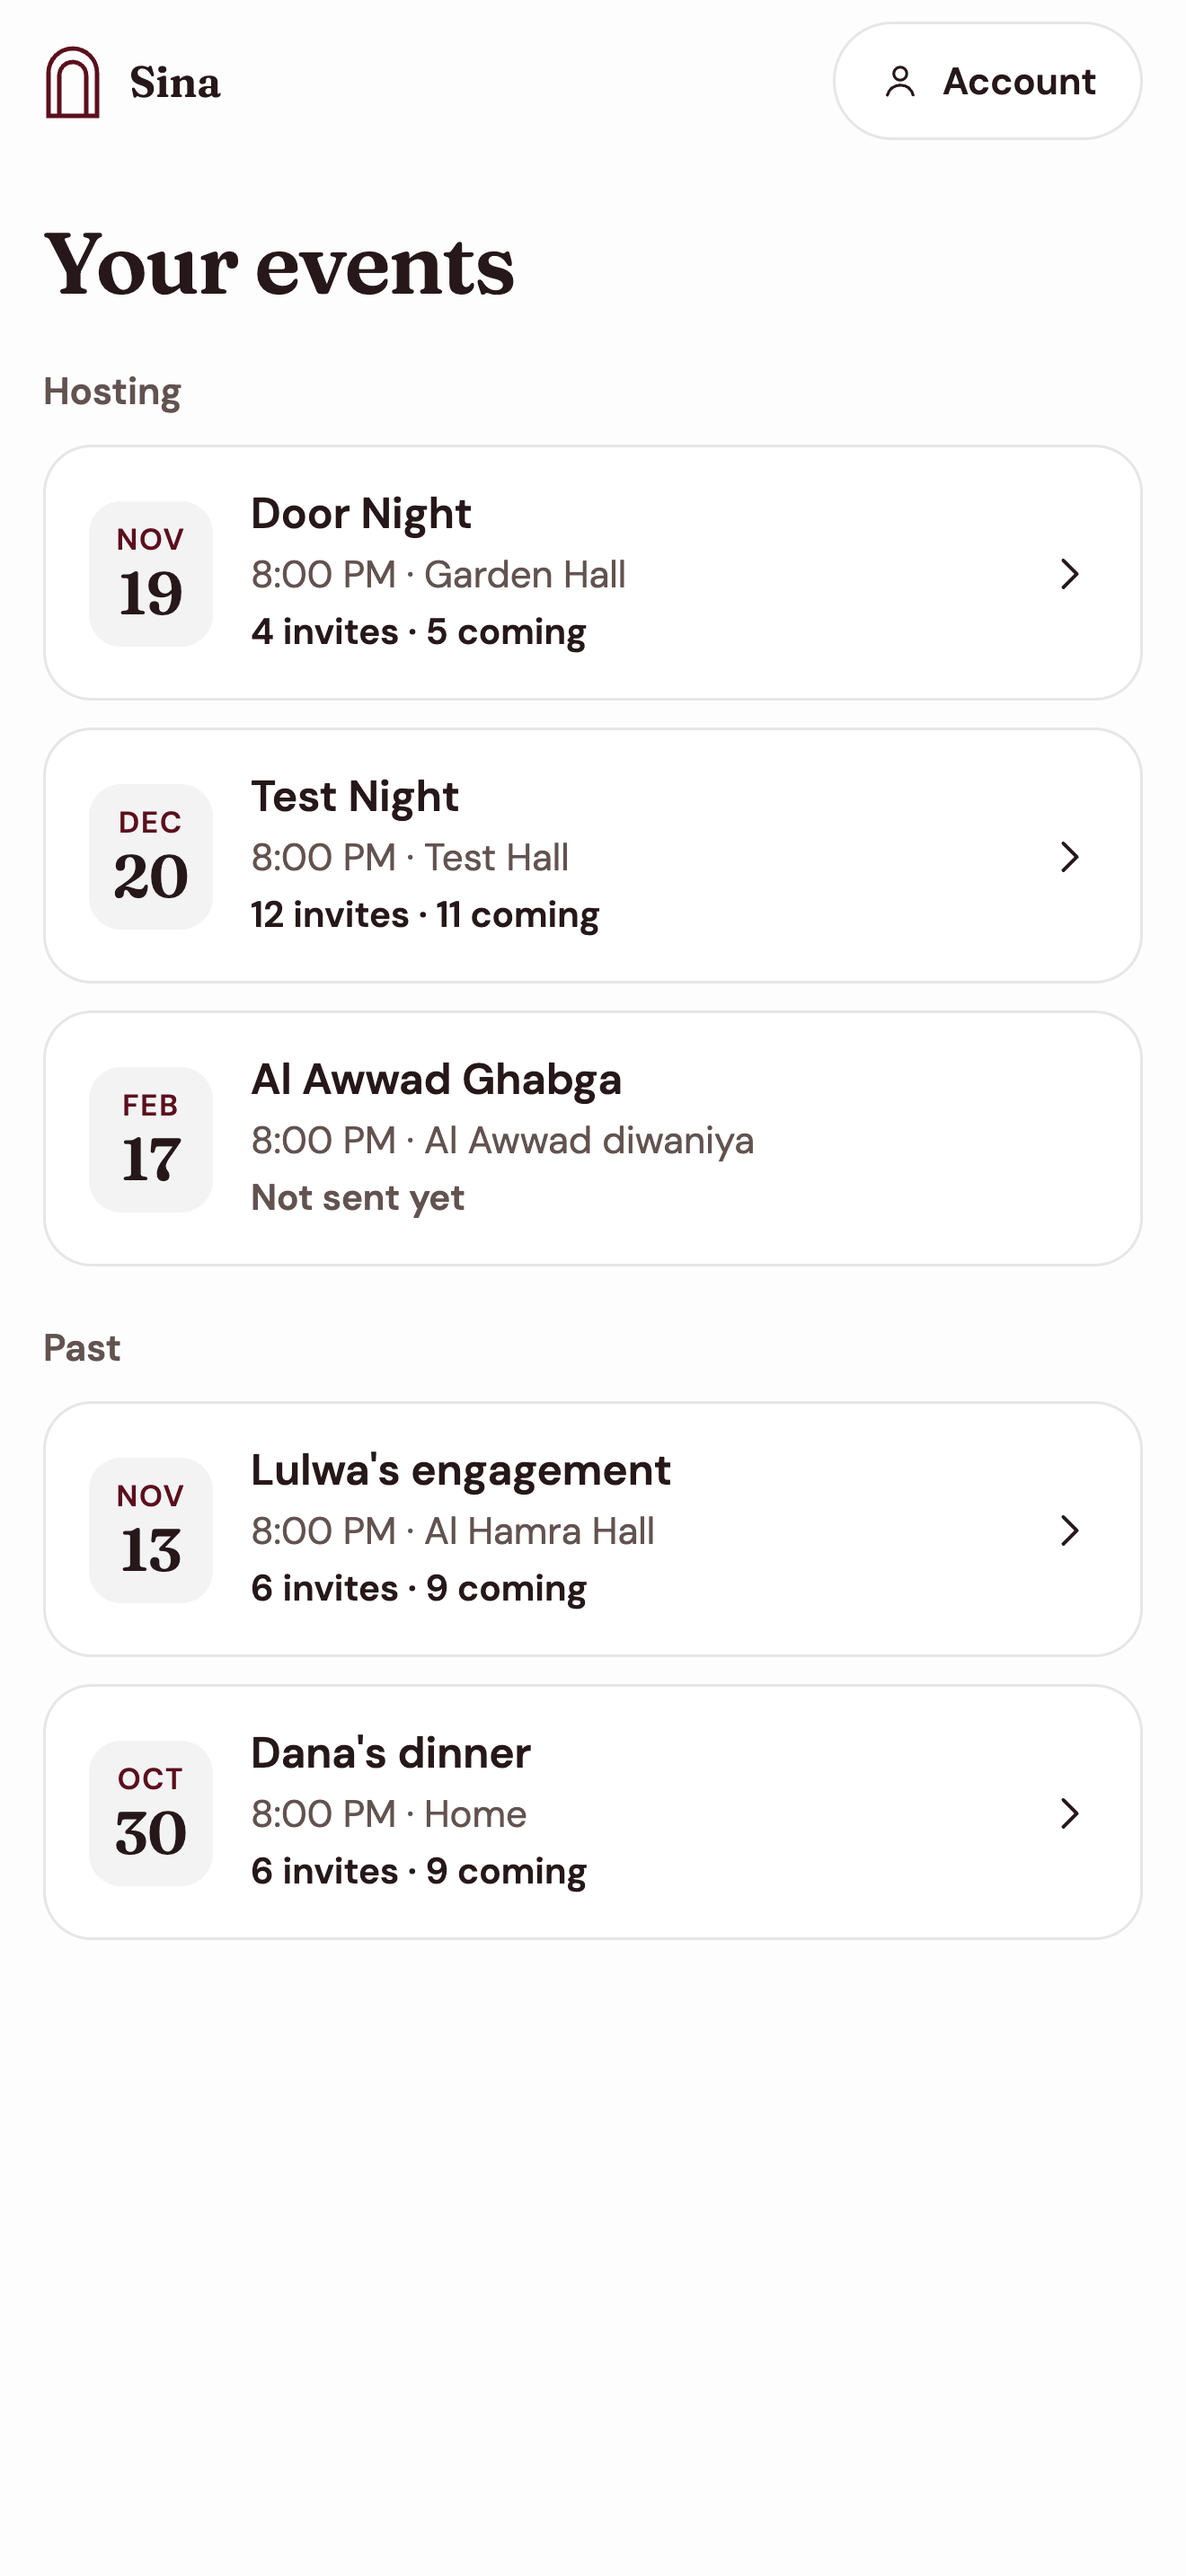 Sina
Account
Your events
Hosting
NOV
19
Door Night
8:00 PM · Garden Hall
4 invites · 5 coming
DEC
20
Test Night
8:00 PM · Test Hall
12 invites · 11 coming
FEB
17
Al Awwad Ghabga
8:00 PM · Al Awwad diwaniya
Not sent yet
Past
NOV
13
Lulwa's engagement
8:00 PM · Al Hamra Hall
6 invites · 9 coming
OCT
30
Dana's dinner
8:00 PM · Home
6 invites · 9 coming